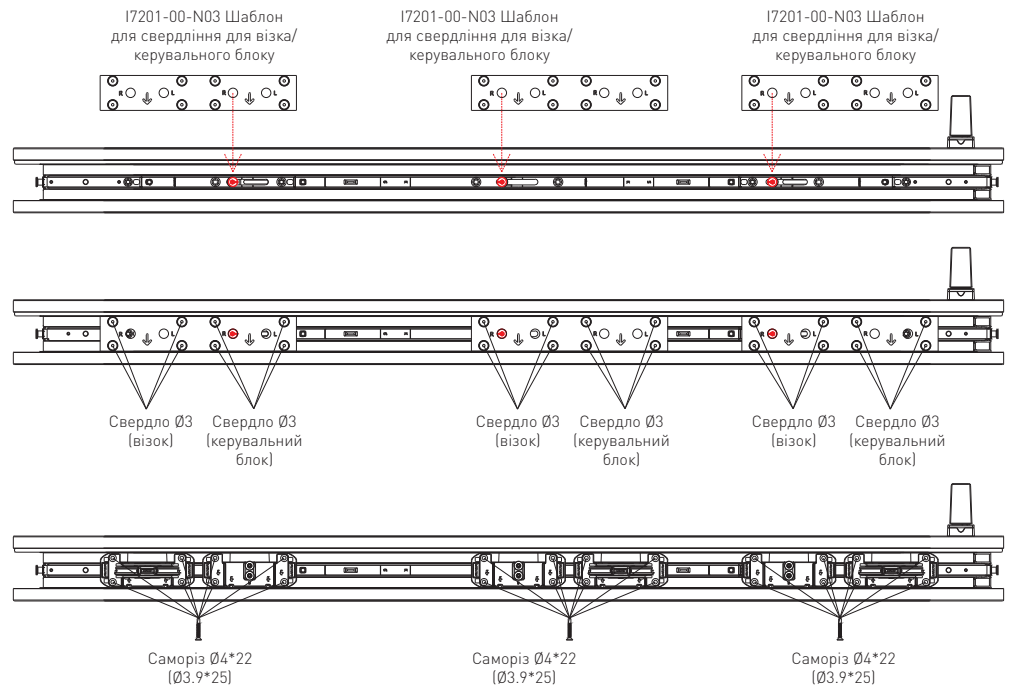 I7201-00-N03 Шаблон
для свердління для візка/
керувального блоку
I7201-00-N03 Шаблон
для свердління для візка/
керувального блоку
I7201-00-N03 Шаблон
для свердління для візка/
керувального блоку
R L R L
R L R L
R L R L
R L R L
R L R L
R L R L
Свердло Ø3
(візок)
Свердло Ø3
(керувальний
блок)
Свердло Ø3
(візок)
Свердло Ø3
(керувальний
блок)
Свердло Ø3
(візок)
Свердло Ø3
(керувальний
блок)
Саморіз Ø4*22
(Ø3.9*25)
Саморіз Ø4*22
(Ø3.9*25)
Саморіз Ø4*22
(Ø3.9*25)